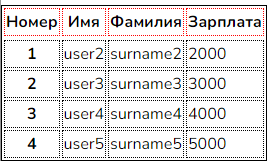 Номер Имя Фамилия Зарплата
1 user2 surname2 2000
2 user3 surname3 3000
3 user4 surname4 4000
4 user5 surname5 5000